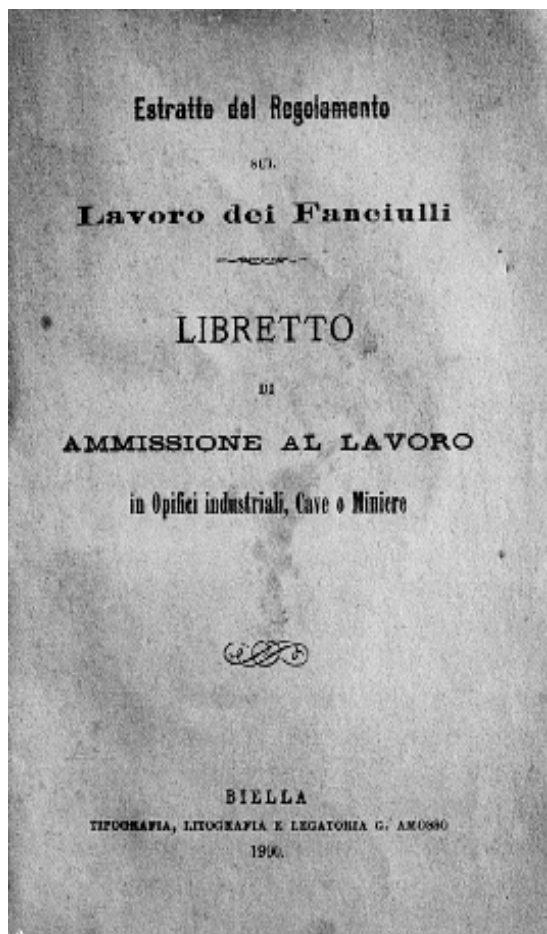 Estratto del Regolamento
SUL
Lavoro dei Fanciulli
LIBRETTO
DI
AMMISSIONE AL LAVORO
in Opifici industriali, Cave o Miniere
BIELLA
TIPOGRAFIA, LITOGRAFIA E LEGATORIA G. AMOSSO
1900.